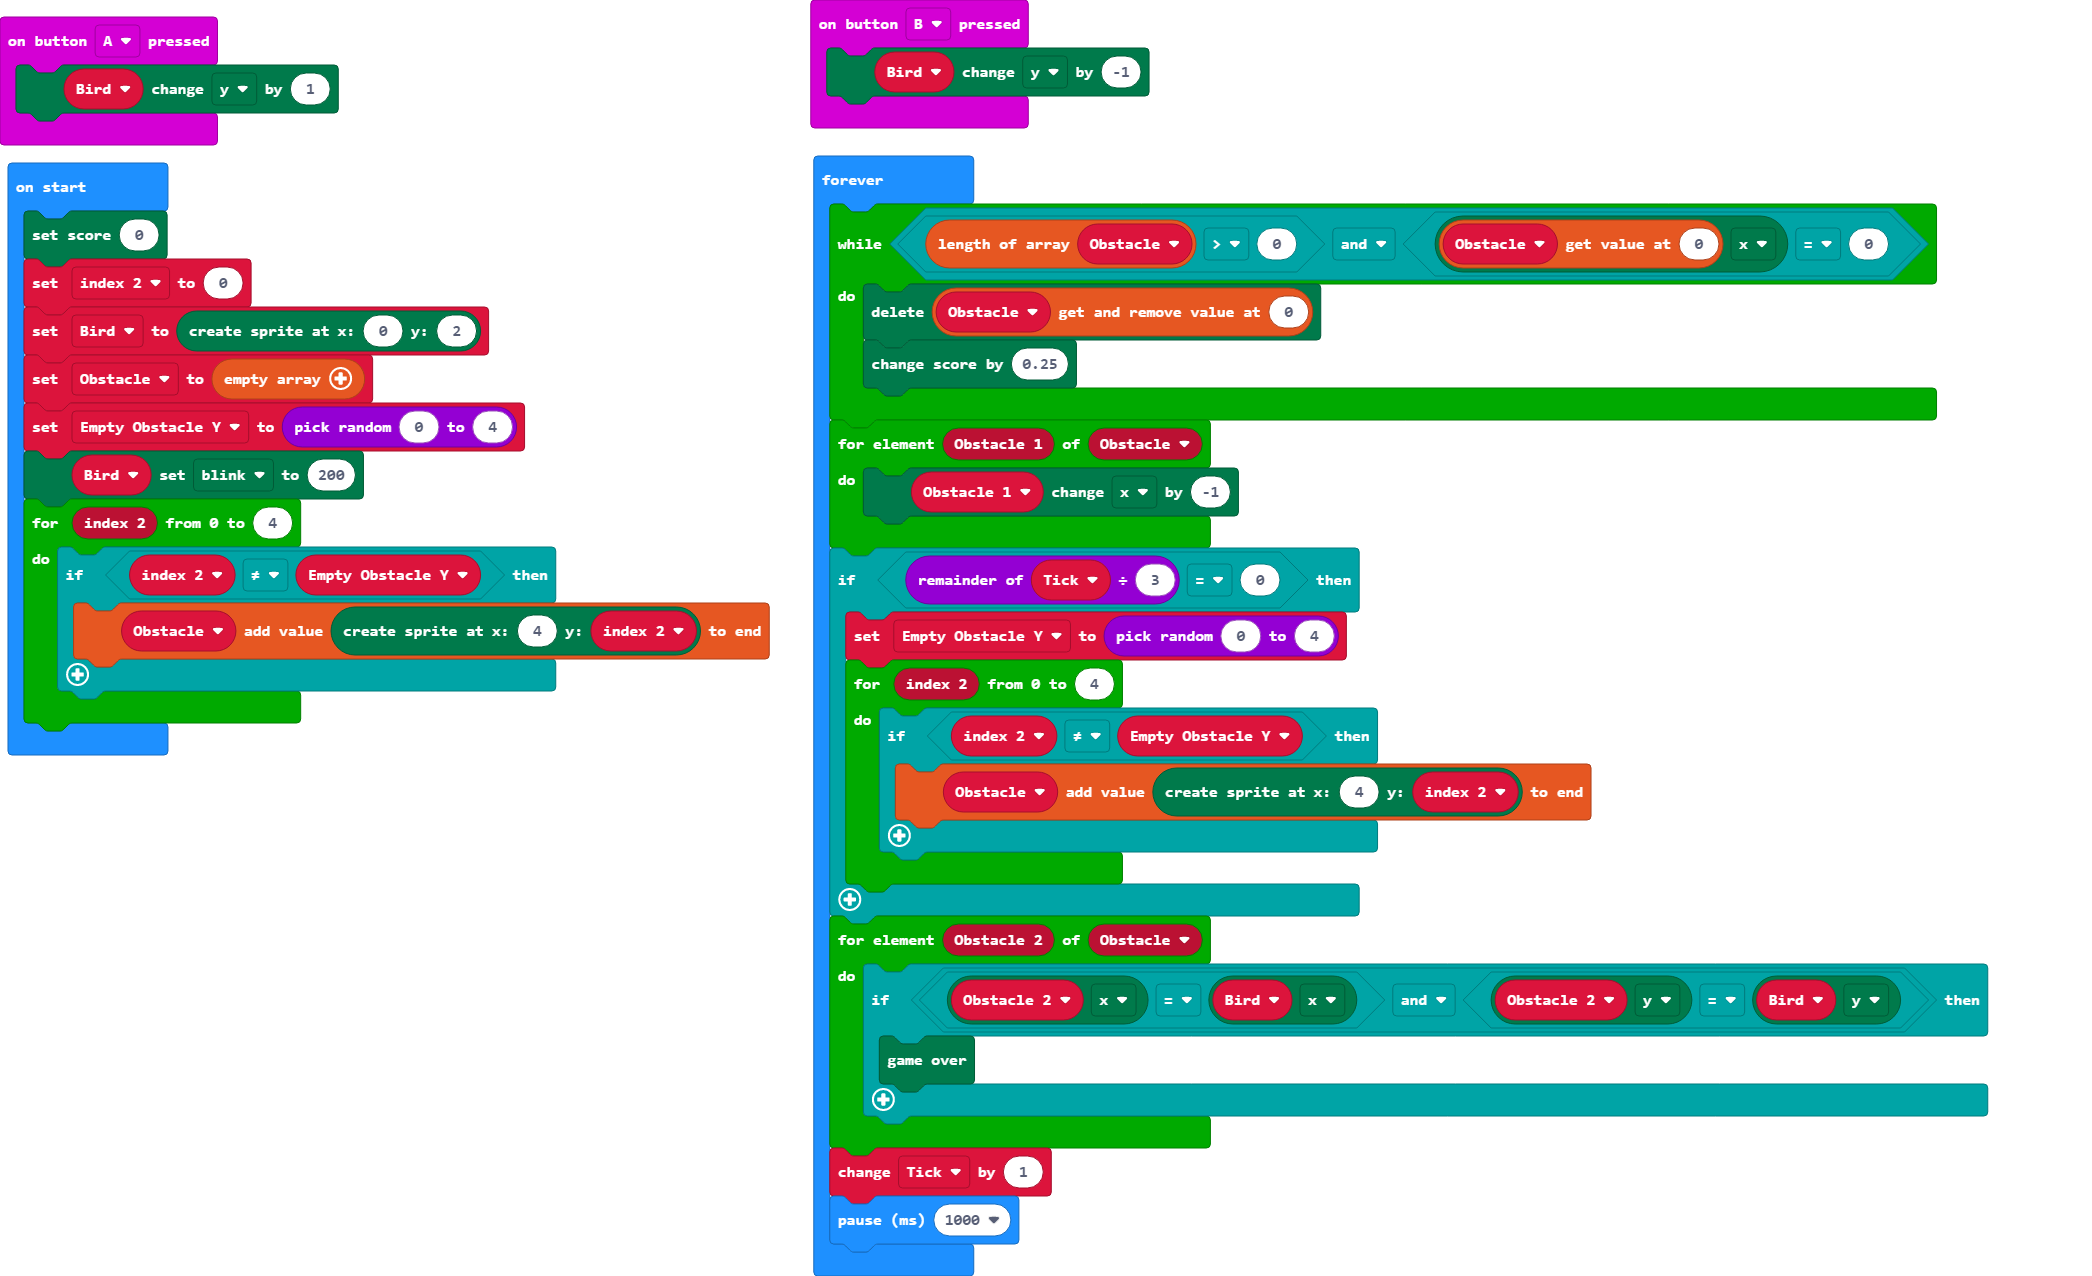 on button A pressed
Bird change y by 1
on start
set score 0
set index 2 to 0
set Bird to create sprite at x: 0 y: 2
set Obstacle to empty array
set Empty Obstacle Y to pick random 0 to 4
Bird set blink to 200
for index 2 from 0 to 4
do
if index 2 ≠ Empty Obstacle Y then
Obstacle add value create sprite at x: 4 y: index 2 to end
on button B pressed
Bird change y by -1
forever
while length of array Obstacle > 0 and Obstacle get value at 0 x = 0
do
delete Obstacle get and remove value at 0
change score by 0.25
for element Obstacle 1 of Obstacle
do
Obstacle 1 change x by -1
if remainder of Tick ÷ 3 = 0 then
set Empty Obstacle Y to pick random 0 to 4
for index 2 from 0 to 4
do
if index 2 ≠ Empty Obstacle Y then
Obstacle add value create sprite at x: 4 y: index 2 to end
for element Obstacle 2 of Obstacle
do
if Obstacle 2 x = Bird x and Obstacle 2 y = Bird y then
game over
change Tick by 1
pause (ms) 1000